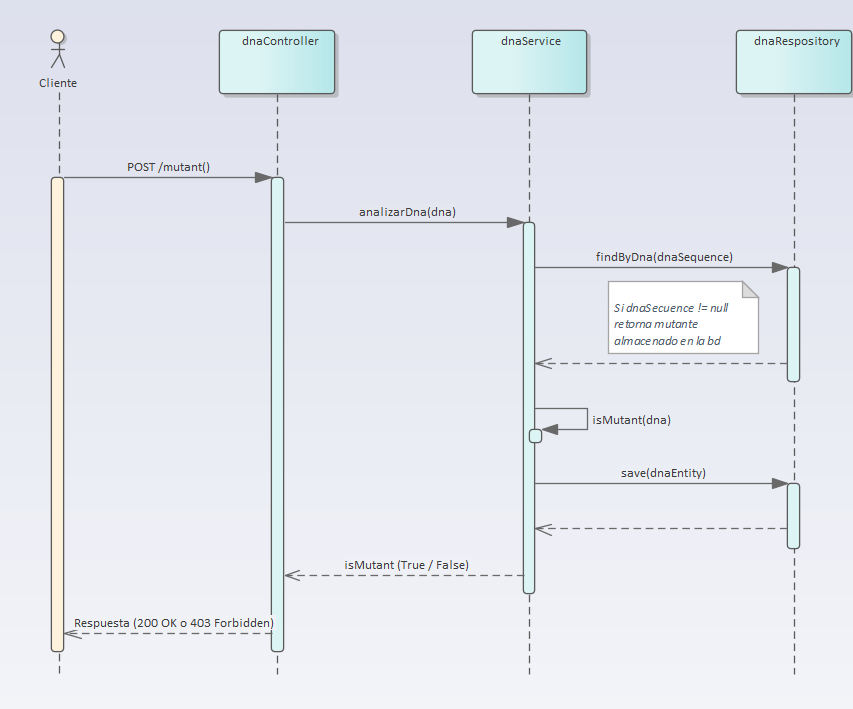 dnaController
dnaService
dnaRespository
Cliente
POST /mutant()
analizarDna(dna)
findByDna(dnaSequence)
Si dnaSecuence != null
retorna mutante
almacenado en la bd
isMutant(dna)
save(dnaEntity)
isMutant (True / False)
Respuesta (200 OK o 403 Forbidden)